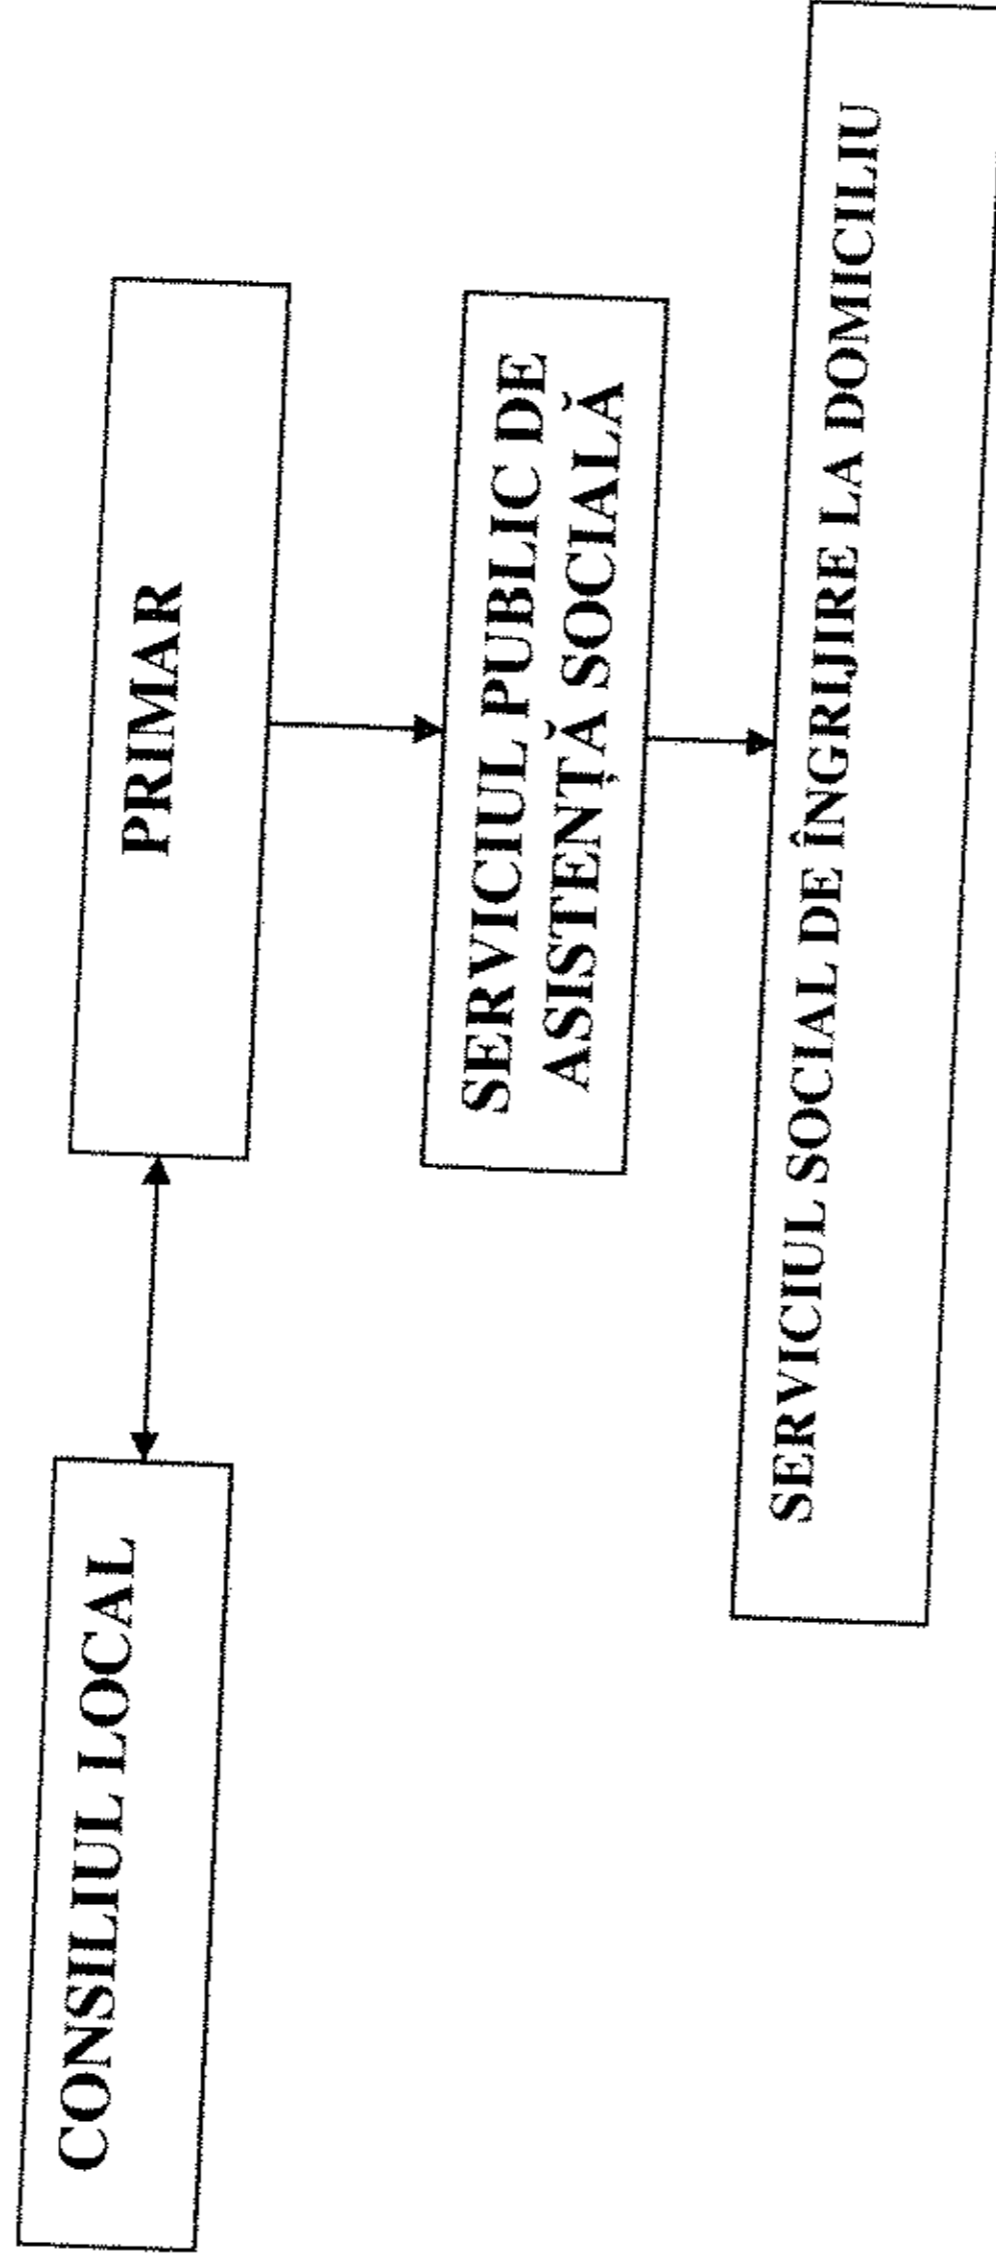 CONSILIUL LOCAL
PRIMAR
SERVICIUL PUBLIC DE
ASISTENȚĂ SOCIALĂ
SERVICIUL SOCIAL DE ÎNGRIJIRE LA DOMICILIU